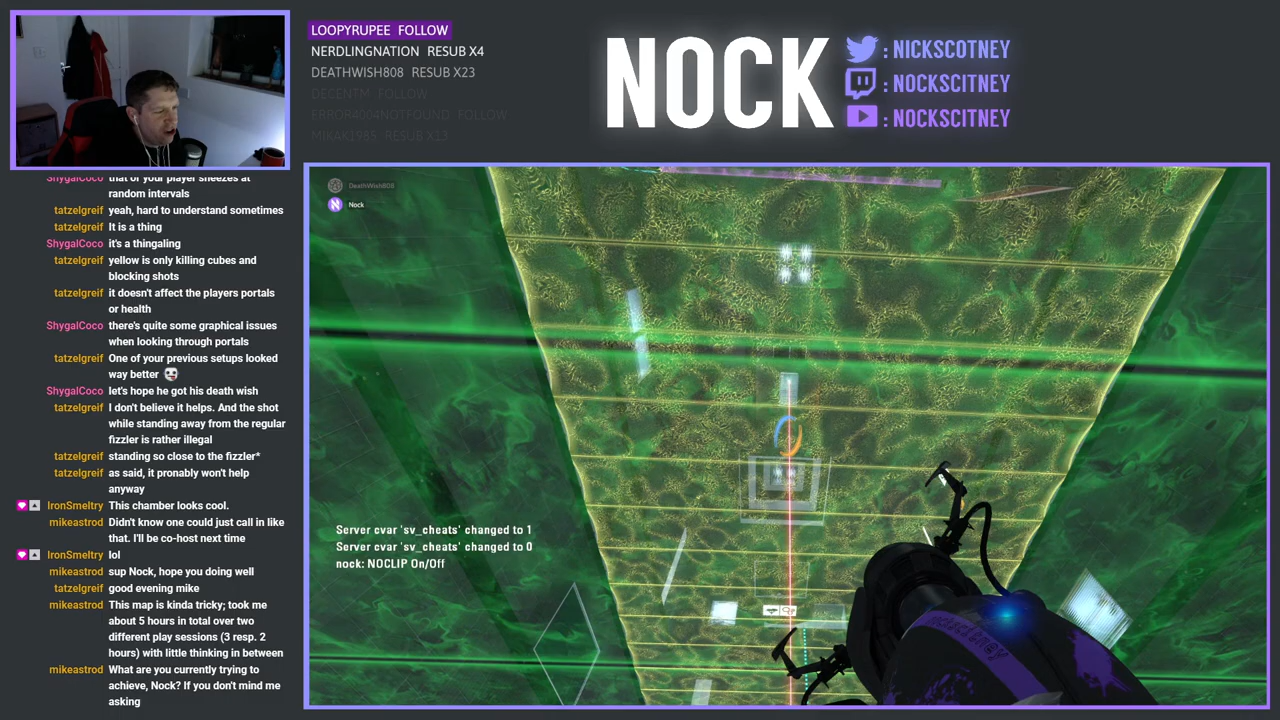 LOOPYRUPEE FOLLOW
NERDLINGNATION RESUB X4
DEATHWISH808 RESUB X23
DECENTM FOLLOW
ERROR4004NOTFOUND FOLLOW
MIKAK1985 RESUB X13
NOCK
: NICKSCOTNEY
: NOCKSCITNEY
: NOCKSCITNEY
ShygalCoco that of your player sneezes at
random intervals
tatzelgreif yeah, hard to understand sometimes
tatzelgreif It is a thing
ShygalCoco it's a thingaling
tatzelgreif yellow is only killing cubes and
blocking shots
tatzelgreif it doesn't affect the players portals
or health
ShygalCoco there's quite some graphical issues
when looking through portals
tatzelgreif One of your previous setups looked
way better
ShygalCoco let's hope he got his death wish
tatzelgreif I don't believe it helps. And the shot
while standing away from the regular
fizzler is rather illegal
tatzelgreif standing so close to the fizzler*
tatzelgreif as said, it pronably won't help
anyway
IronSmeltry This chamber looks cool.
mikeastrod Didn't know one could just call in like
that. I'll be co-host next time
IronSmeltry lol
mikeastrod sup Nock, hope you doing well
tatzelgreif good evening mike
mikeastrod This map is kinda tricky; took me
about 5 hours in total over two
different play sessions (3 resp. 2
hours) with little thinking in between
mikeastrod What are you currently trying to
achieve, Nock? If you don't mind me
asking
DeathWish808
N Nock
Server cvar 'sv_cheats' changed to 1
Server cvar 'sv_cheats' changed to 0
nock: NOCLIP On/Off